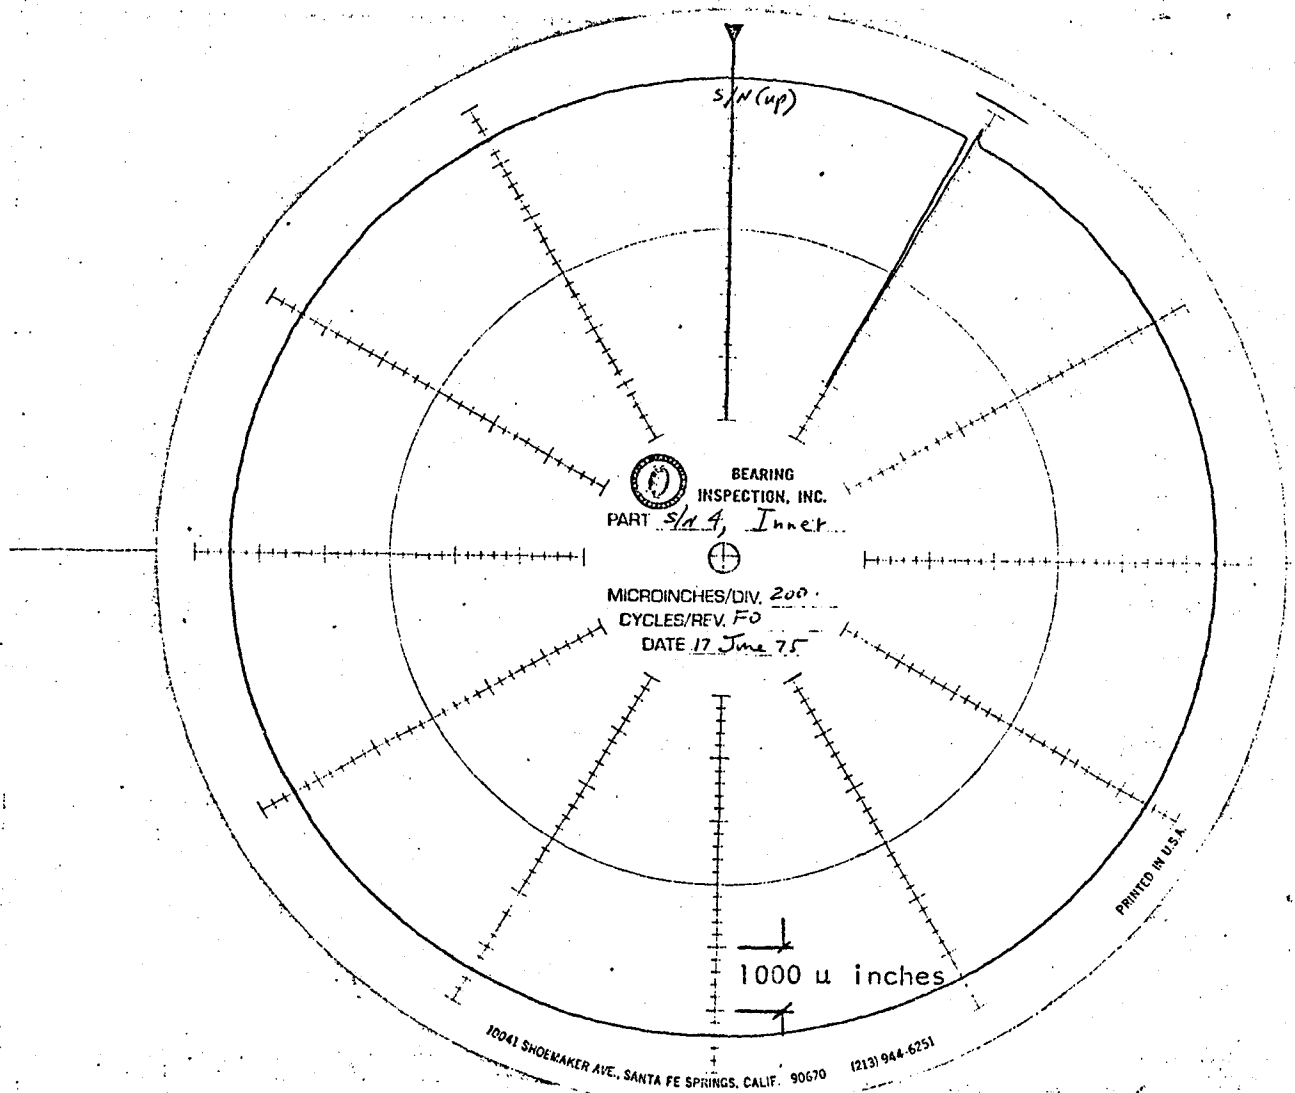 S/N (up)
BEARING
INSPECTION, INC.
PART S/N 4, Inner
MICROINCHES/DIV. 200.
CYCLES/REV. FO
DATE 17 June 75
1000 u inches
PRINTED IN U.S.A.
10041 SHOEMAKER AVE., SANTA FE SPRINGS, CALIF. 90670 (213) 944-6251